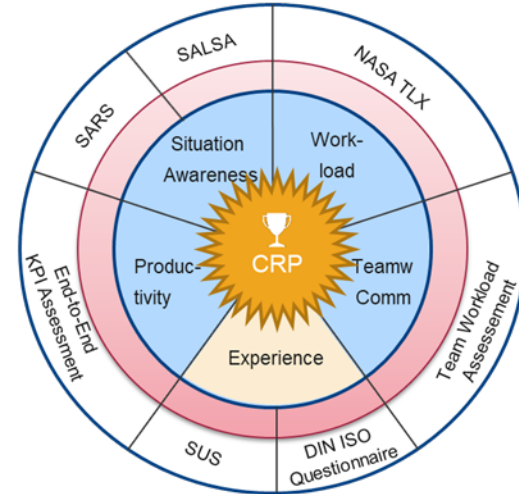 SALSA
NASA TLX
SARS
Situation
Awareness
Work-
load
CRP
Produc-
tivity
Teamw
Comm
End-to-End
KPI Assessment
Team Workload
Assessement
Experience
SUS
DIN ISO
Questionnaire